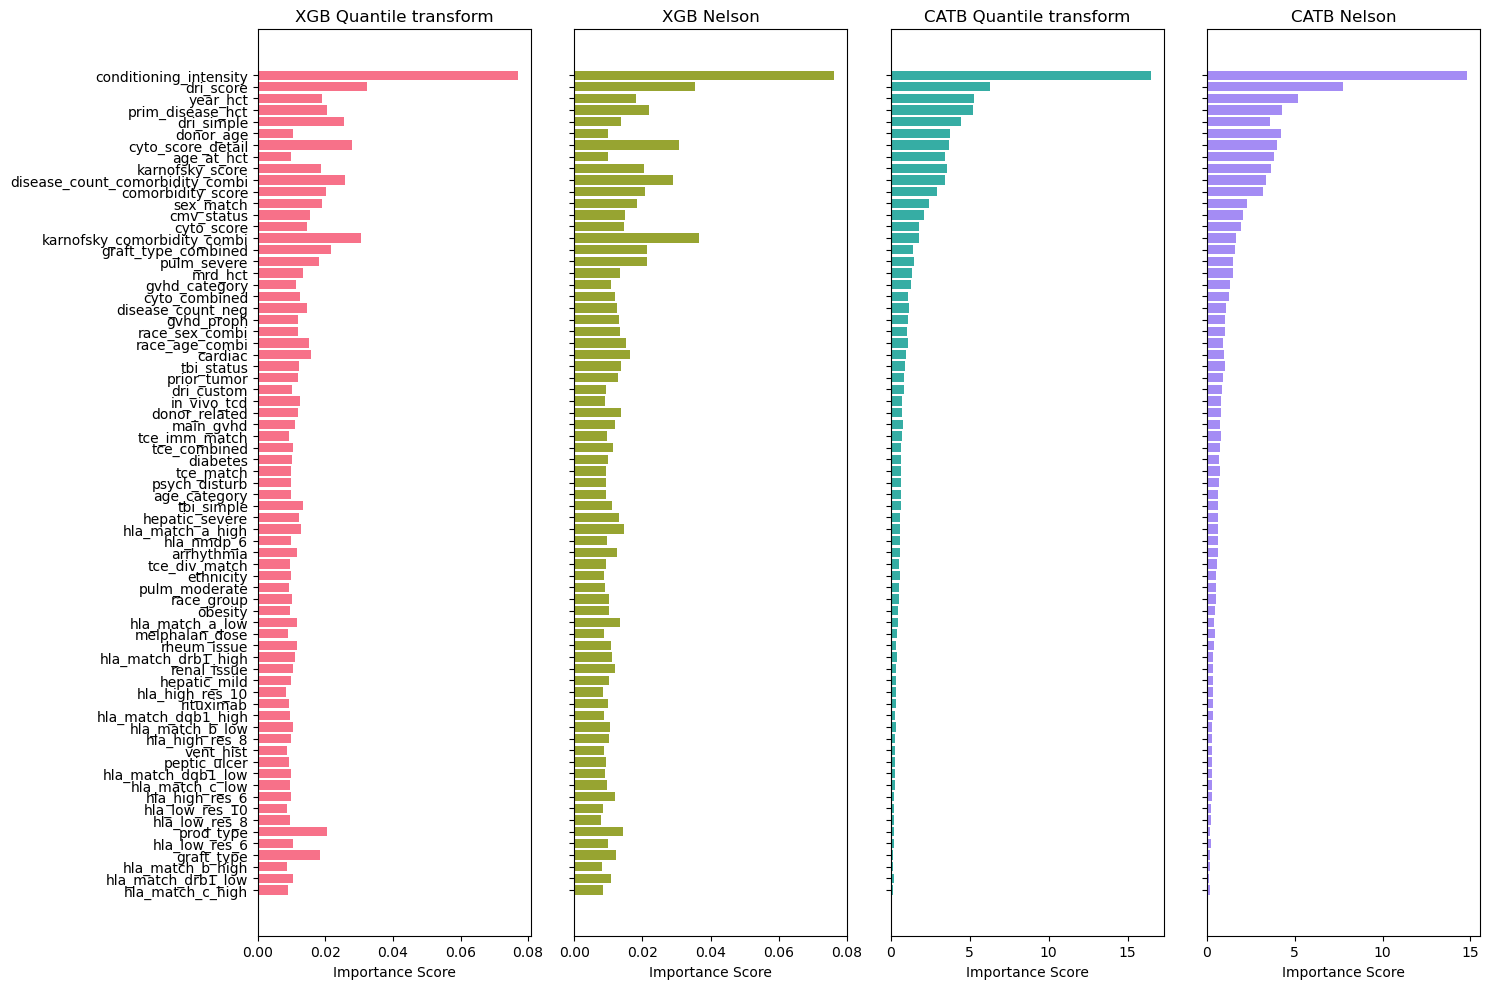 XGB Quantile transform
XGB Nelson
CATB Quantile transform
CATB Nelson
conditioning_intensity
dri_score
year_hct
prim_disease_hct
dri_simple
donor_age
cyto_score_detail
age_at_hct
karnofsky_score
disease_count_comorbidity_combi
comorbidity_score
sex_match
cmv_status
cyto_score
karnofsky_comorbidity_combi
graft_type_combined
pulm_severe
mrd_hct
gvhd_category
cyto_combined
disease_count_neg
gvhd_proph
race_sex_combi
race_age_combi
cardiac
tbi_status
prior_tumor
dri_custom
in_vivo_tcd
donor_related
main_gvhd
tce_imm_match
tce_combined
diabetes
tce_match
psych_disturb
age_category
tbi_simple
hepatic_severe
hla_match_a_high
hla_nmdp_6
arrhythmia
tce_div_match
ethnicity
pulm_moderate
race_group
obesity
hla_match_a_low
melphalan_dose
rheum_issue
hla_match_drb1_high
renal_issue
hepatic_mild
hla_high_res_10
rituximab
hla_match_dqb1_high
hla_match_b_low
hla_high_res_8
vent_hist
peptic_ulcer
hla_match_dqb1_low
hla_match_c_low
hla_high_res_6
hla_low_res_10
hla_low_res_8
prod_type
hla_low_res_6
graft_type
hla_match_b_high
hla_match_drb1_low
hla_match_c_high
0.00 0.02 0.04 0.06 0.08
0.00 0.02 0.04 0.06 0.08
0 5 10 15
0 5 10 15
Importance Score
Importance Score
Importance Score
Importance Score